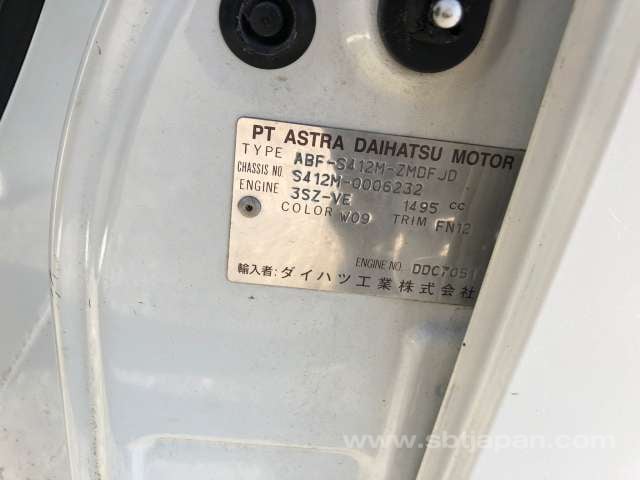 PT ASTRA DAIHATSU MOTOR
TYPE ABF-S412M-ZMDFJD
CHASSIS NO. S412M-0006232
ENGINE 3SZ-VE 1495 cc
COLOR W09 TRIM FN12
ENGINE NO. DDC7051
輸入者: ダイハツ工業株式会
www.sbtjapan.com